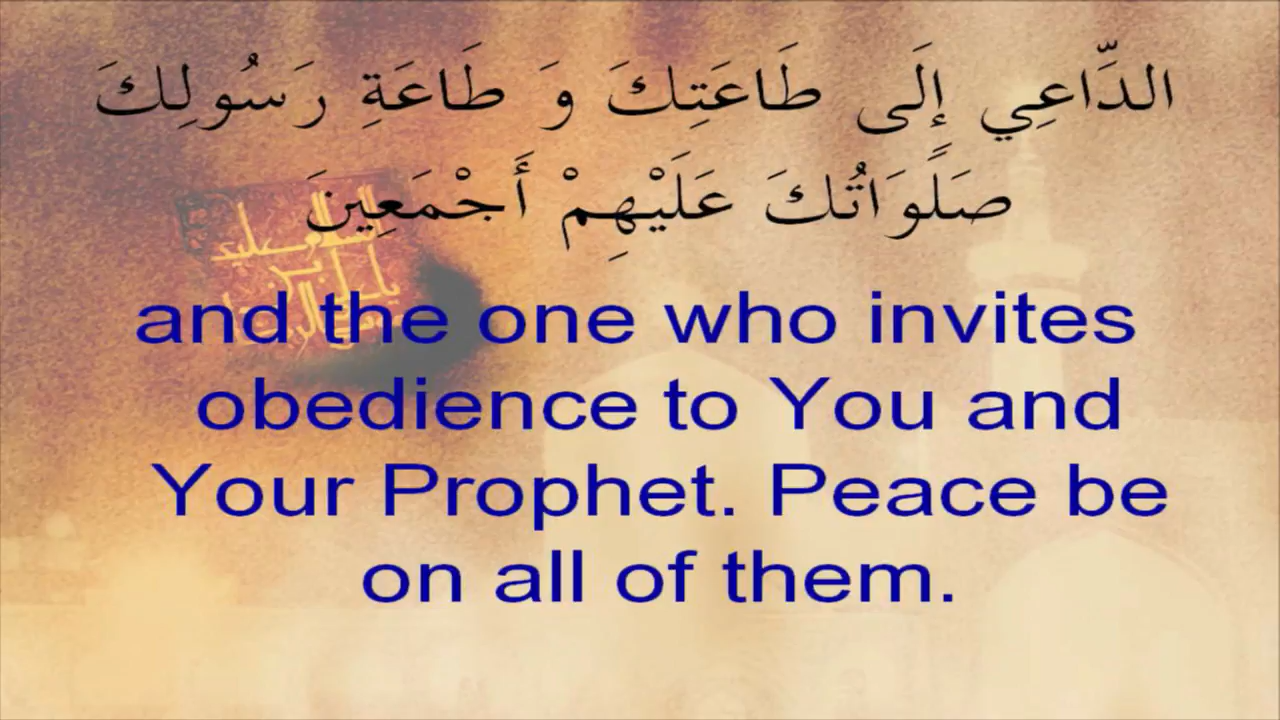 الدَّاعِي إِلَى طَاعَتِكَ وَ طَاعَةِ رَسُولِكَ
صَلًوَاتُكَ عَلَيْهِمْ أَجْمَعِينَ
and the one who invites
obedience to You and
Your Prophet. Peace be
on all of them.